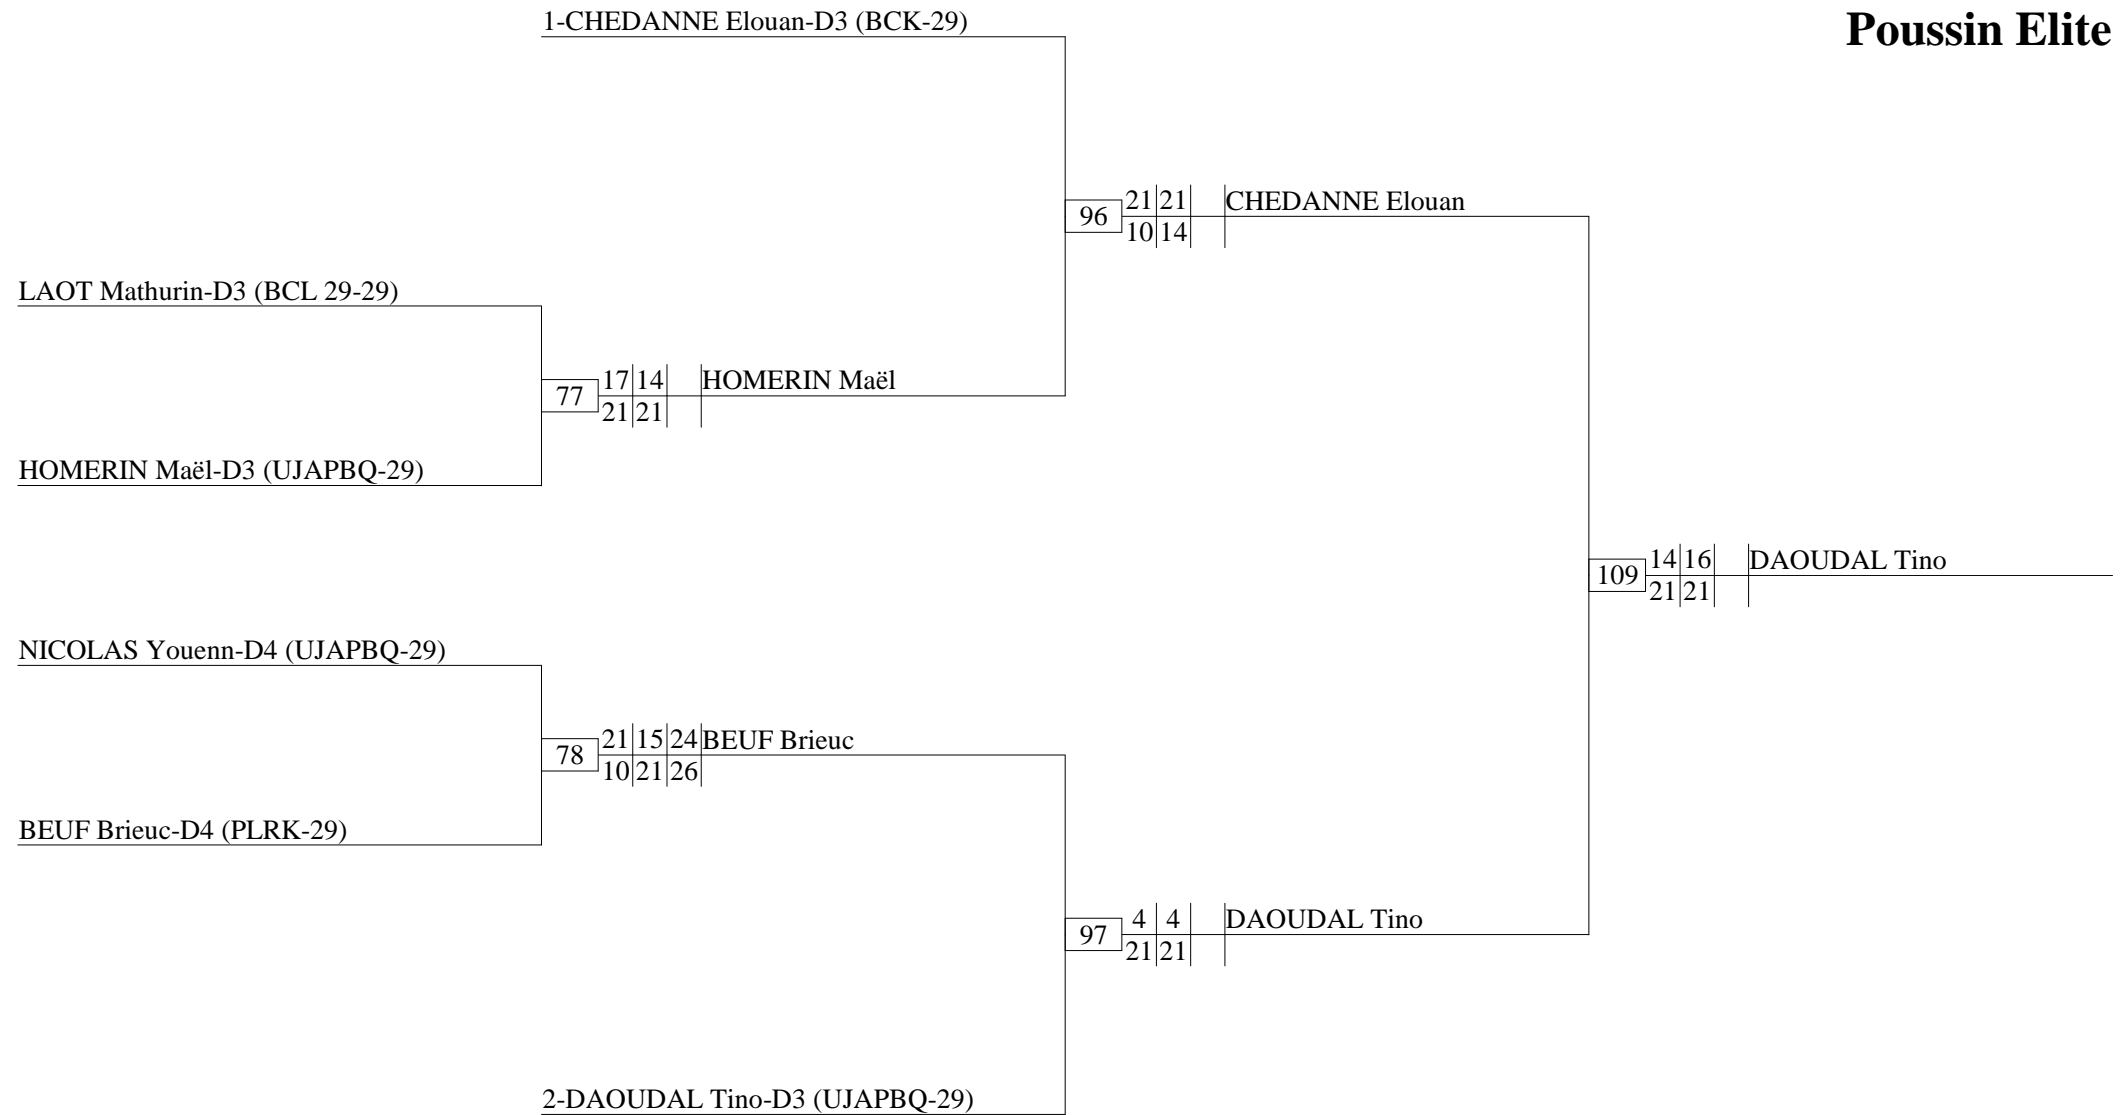 1-CHEDANNE Elouan-D3 (BCK-29)
Poussin Elite
96 21 21 CHEDANNE Elouan
10 14
LAOT Mathurin-D3 (BCL 29-29)
77 17 14 HOMERIN Maël
21 21
HOMERIN Maël-D3 (UJAPBQ-29)
109 14 16 DAOUDAL Tino
21 21
NICOLAS Youenn-D4 (UJAPBQ-29)
78 21 15 24 BEUF Brieuc
10 21 26
BEUF Brieuc-D4 (PLRK-29)
97 4 4 DAOUDAL Tino
21 21
2-DAOUDAL Tino-D3 (UJAPBQ-29)